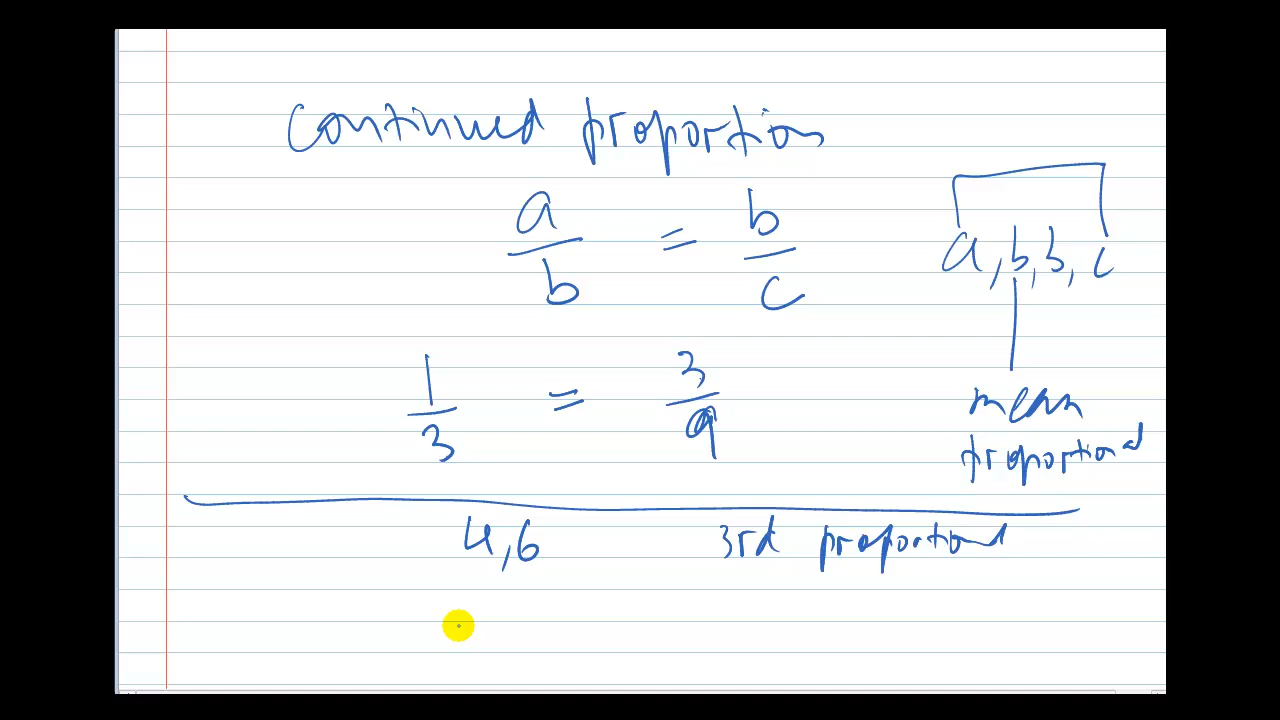 continued proportion
a/b = b/c
a, b, b, c
1/3 = 3/9
mean
proportional
4, 6 3rd proportional